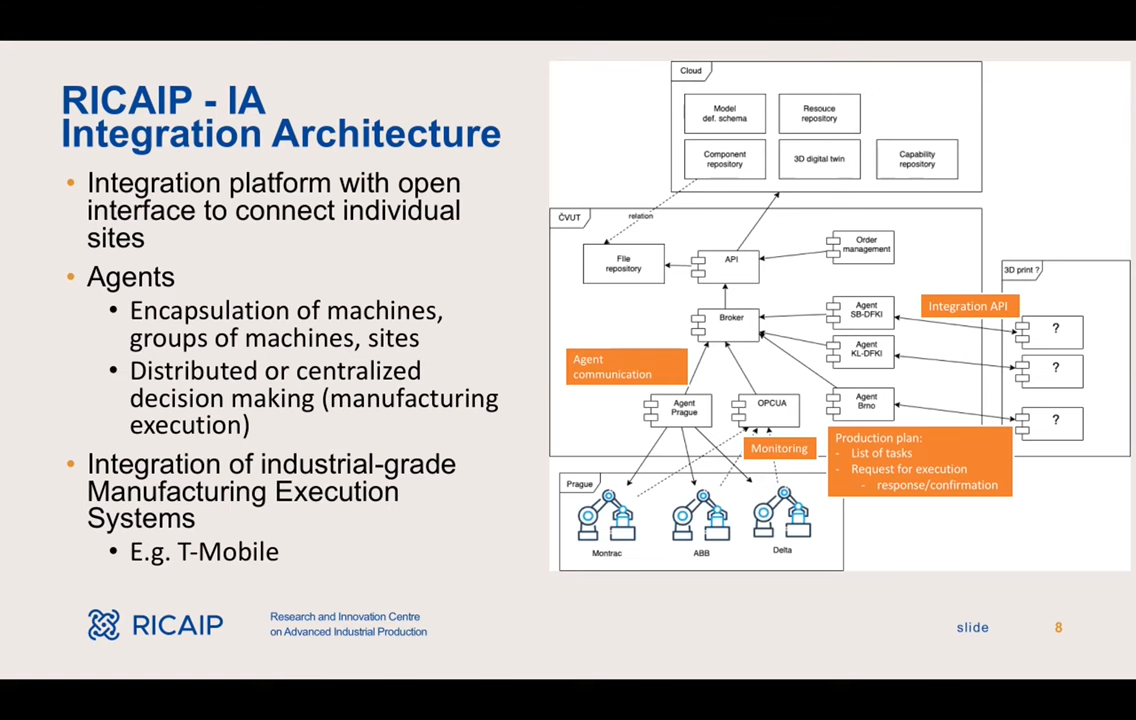 RICAIP - IA
Integration Architecture
• Integration platform with open
interface to connect individual
sites
• Agents
• Encapsulation of machines,
groups of machines, sites
• Distributed or centralized
decision making (manufacturing
execution)
• Integration of industrial-grade
Manufacturing Execution
Systems
• E.g. T-Mobile
Cloud
Model
def. schema
Resouce
repository
Component
repository
3D digital twin
Capability
repository
ČVUT
relation
File
repository
API
Order
management
3D print ?
Broker
Agent
SB-DFKI
Integration API
?
Agent
KL-DFKI
?
Agent
communication
Agent
Prague
OPCUA
Agent
Brno
?
Monitoring
Production plan:
- List of tasks
- Request for execution
- response/confirmation
Prague
Montrac
ABB
Delta
RICAIP
Research and Innovation Centre
on Advanced Industrial Production
slide
8